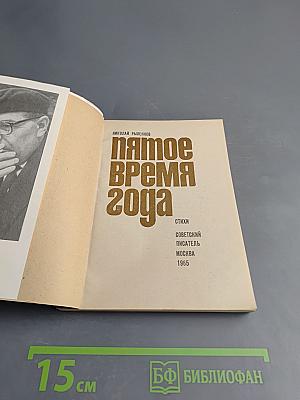 НИКОЛАЙ РЫЛЕНКОВ
ПЯТОЕ
ВРЕМЯ
ГОДА
СТИХИ
СОВЕТСКИЙ
ПИСАТЕЛЬ
МОСКВА
1965
15 см
БФ БИБЛИОФАН